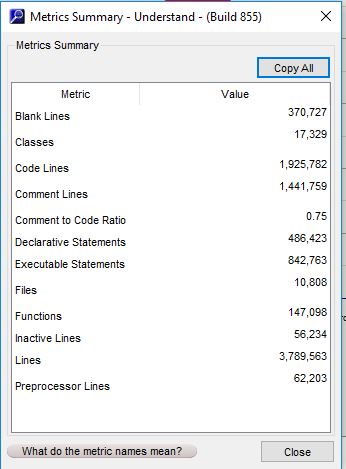 Metrics Summary - Understand - (Build 855)
Metrics Summary
Copy All
Metric Value
Blank Lines 370,727
Classes 17,329
Code Lines 1,925,782
Comment Lines 1,441,759
Comment to Code Ratio 0.75
Declarative Statements 486,423
Executable Statements 842,763
Files 10,808
Functions 147,098
Inactive Lines 56,234
Lines 3,789,563
Preprocessor Lines 62,203
What do the metric names mean? Close